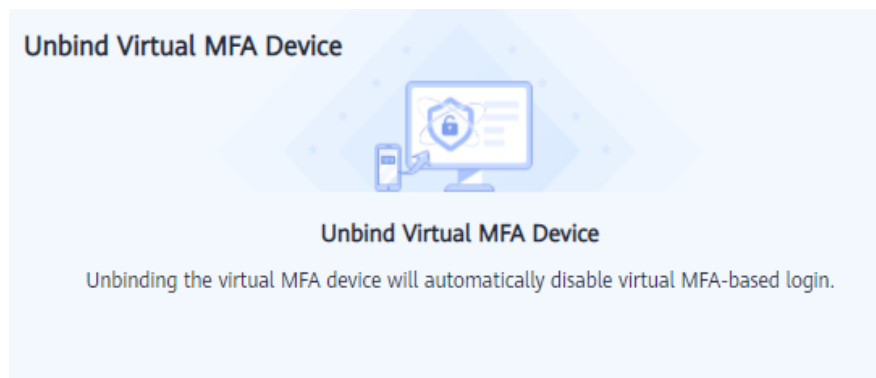 Unbind Virtual MFA Device
Unbind Virtual MFA Device
Unbinding the virtual MFA device will automatically disable virtual MFA-based login.